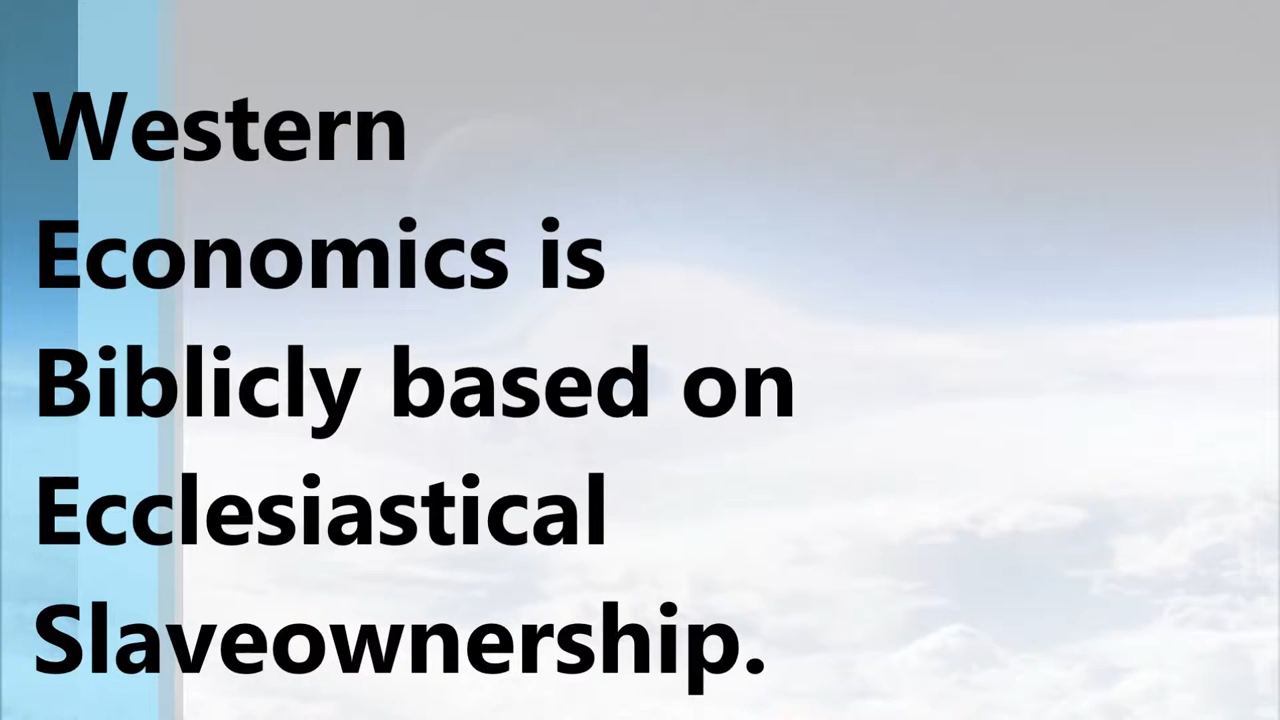 Western
Economics is
Biblicly based on
Ecclesiastical
Slaveownership.